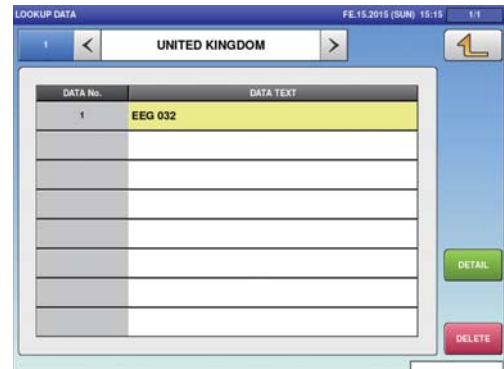 LOOKUP DATA FE.15.2015 (SUN) 15:15 1/1
1 < UNITED KINGDOM >
DATA No. DATA TEXT
1 EEG 032
DETAIL
DELETE